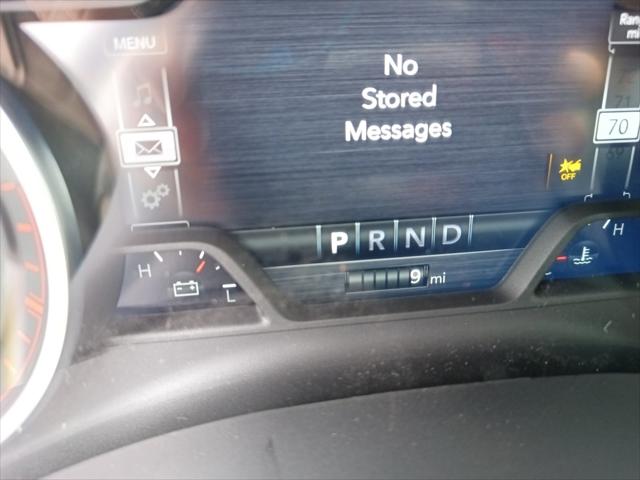 MENU
No
Stored
Messages
70
OFF
P R N D
H
L
9 mi
H